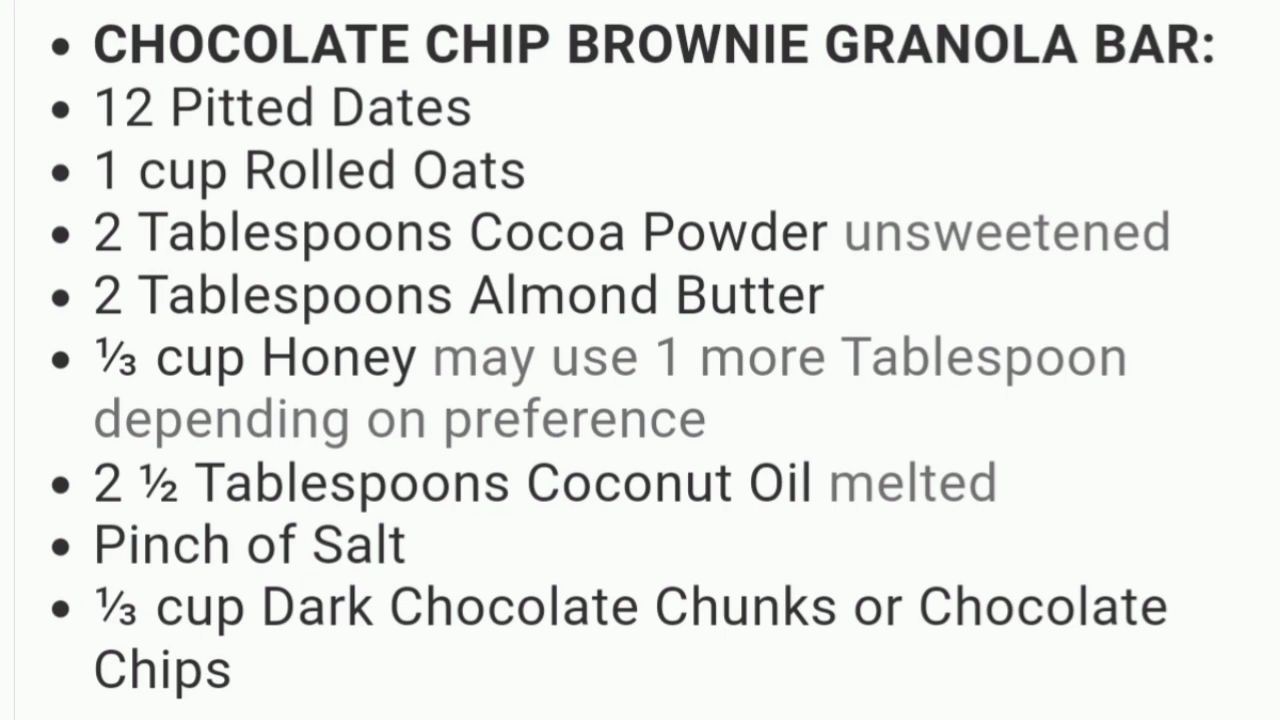 • CHOCOLATE CHIP BROWNIE GRANOLA BAR:
• 12 Pitted Dates
• 1 cup Rolled Oats
• 2 Tablespoons Cocoa Powder unsweetened
• 2 Tablespoons Almond Butter
• ⅓ cup Honey may use 1 more Tablespoon
depending on preference
• 2 ½ Tablespoons Coconut Oil melted
• Pinch of Salt
• ⅓ cup Dark Chocolate Chunks or Chocolate
Chips